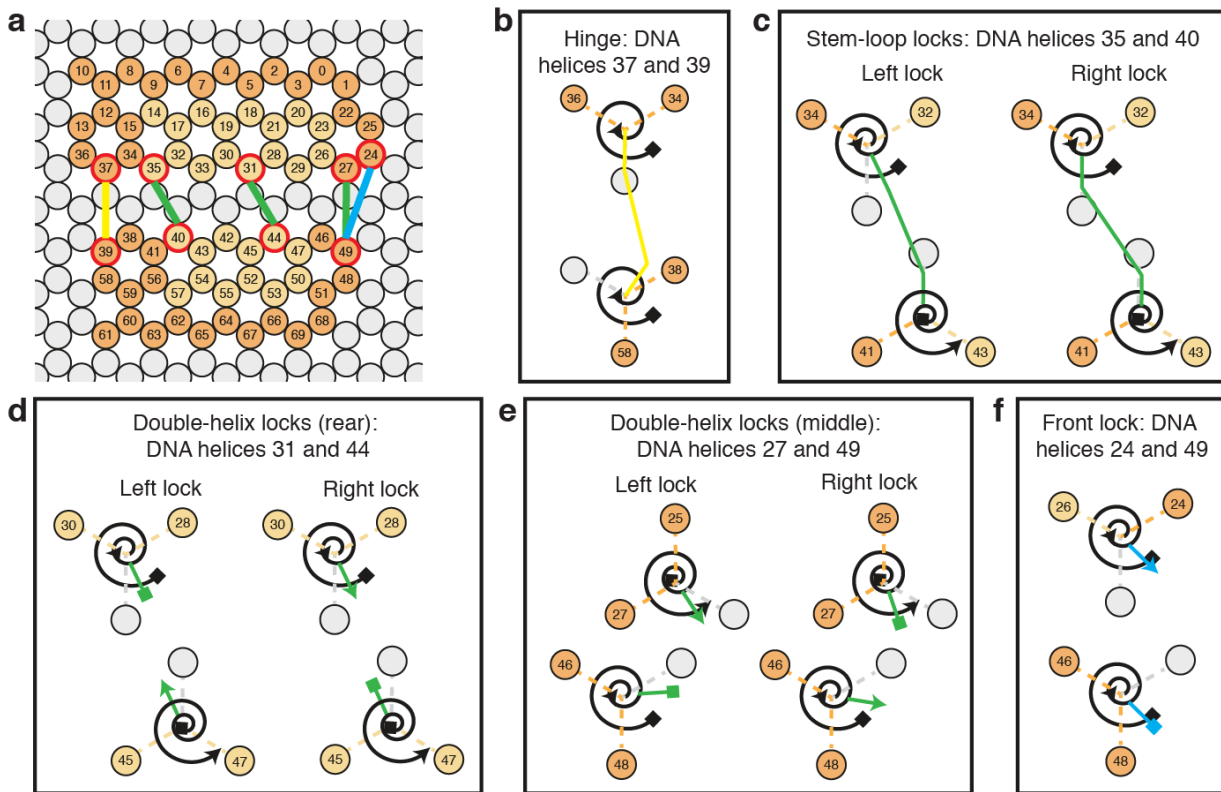 a
10 8 6 4 2 0
11 9 7 5 3 1
12 14 16 18 20 22
13 15 17 19 21 23 25
36 34 32 30 28 26 24
37 35 33 31 29 27
38 40 42 44 46
39 41 43 45 47 49
58 56 54 52 50 48
59 57 55 53 51
60 62 64 66 68
61 63 65 67 69
b
Hinge: DNA
helices 37 and 39
36 34
38
58
c
Stem-loop locks: DNA helices 35 and 40
Left lock Right lock
34 32 34 32
41 43 41 43
d
Double-helix locks (rear):
DNA helices 31 and 44
Left lock Right lock
30 28 30 28
45 47 45 47
e
Double-helix locks (middle):
DNA helices 27 and 49
Left lock Right lock
25 25
27 27
46 46
48 48
f
Front lock: DNA
helices 24 and 49
26 24
46
48